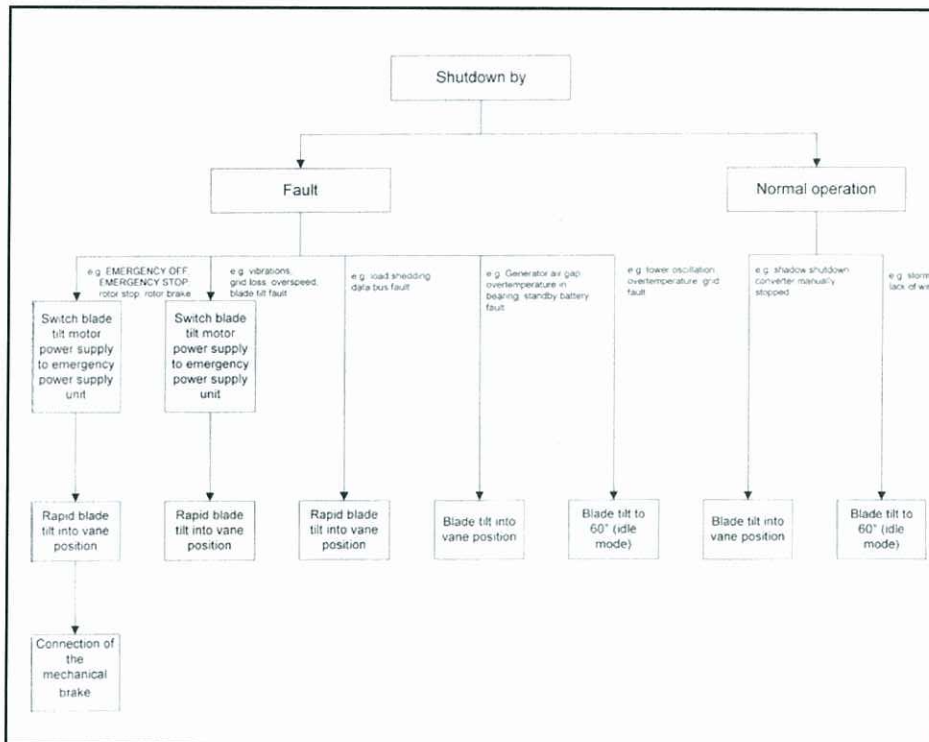 Shutdown by
Fault
Normal operation
e.g. EMERGENCY OFF,
EMERGENCY STOP
rotor stop, rotor brake
e.g. vibrations,
grid loss, overspeed,
blade tilt fault
e.g. load shedding
data bus fault
e.g. Generator air gap
overtemperature in
bearing, standby battery
fault
e.g. tower oscillation
overtemperature, grid
fault
e.g. shadow shutdown
converter manually
stopped
e.g. storm
lack of
Switch blade
tilt motor
power supply
to emergency
power supply
unit
Switch blade
tilt motor
power supply
to emergency
power supply
unit
Rapid blade
tilt into vane
position
Rapid blade
tilt into vane
position
Rapid blade
tilt into vane
position
Blade tilt into
vane position
Blade tilt to
60° (idle
mode)
Blade tilt into
vane position
Blade tilt to
60° (idle
mode)
Connection of
the
mechanical
brake